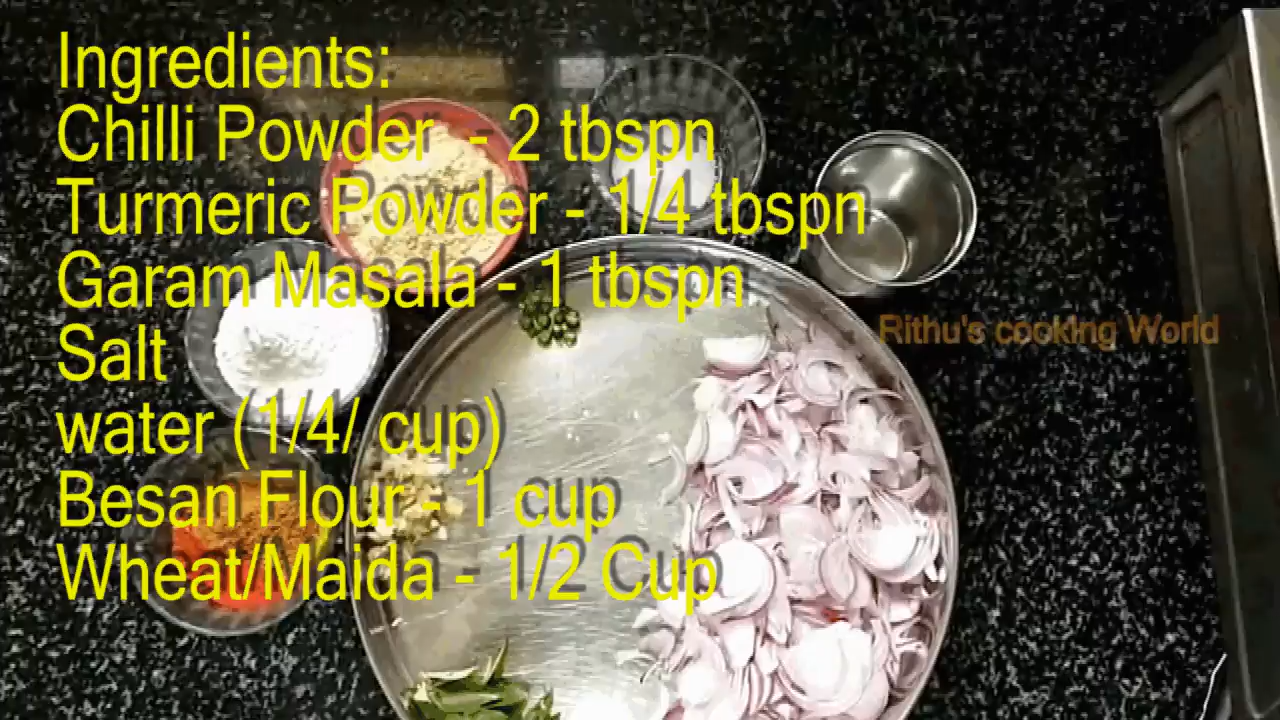 Ingredients:
Chilli Powder - 2 tbspn
Turmeric Powder - 1/4 tbspn
Garam Masala - 1 tbspn
Salt
Rithu's cooking World
water (1/4/ cup)
Besan Flour - 1 cup
Wheat/Maida - 1/2 Cup